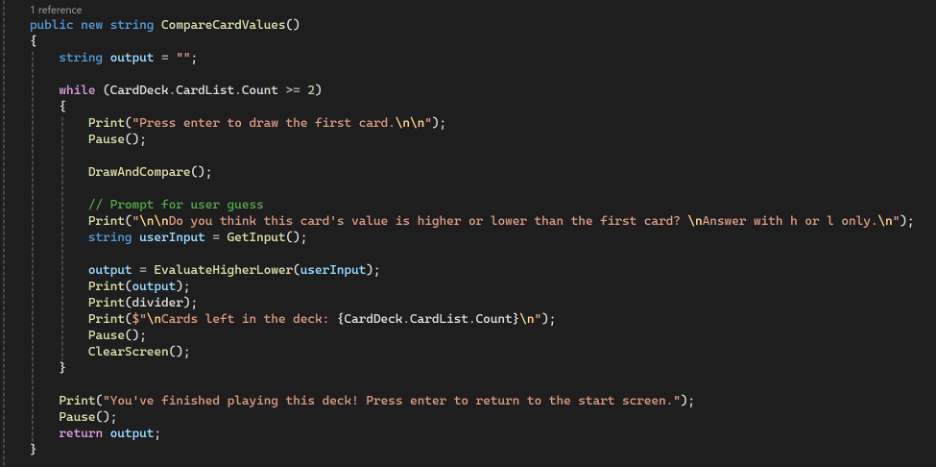 1 reference
public new string CompareCardValues()
{
string output = "";
while (CardDeck.CardList.Count >= 2)
{
Print("Press enter to draw the first card.\n\n");
Pause();
DrawAndCompare();
// Prompt for user guess
Print("\n\nDo you think this card's value is higher or lower than the first card? \nAnswer with h or l only.\n");
string userInput = GetInput();
output = EvaluateHigherLower(userInput);
Print(output);
Print(divider);
Print($"\nCards left in the deck: {CardDeck.CardList.Count}\n");
Pause();
ClearScreen();
}
Print("You've finished playing this deck! Press enter to return to the start screen.");
Pause();
return output;
}